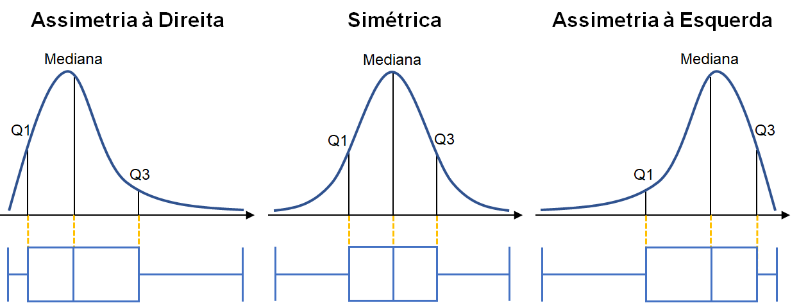 Assimetria à Direita
Simétrica
Assimetria à Esquerda
Mediana
Mediana
Mediana
Q1
Q3
Q1
Q3
Q1
Q3